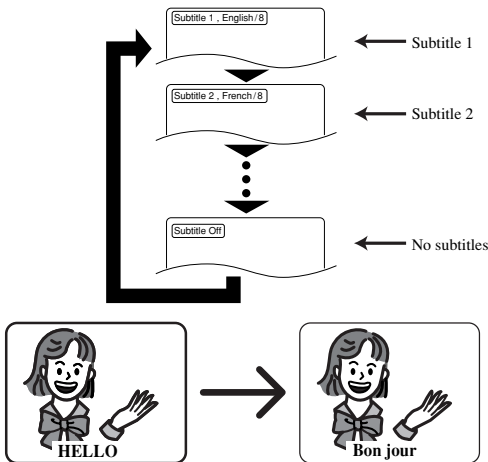 Subtitle 1 , English/8
Subtitle 1
Subtitle 2 , French/8
Subtitle 2
Subtitle Off
No subtitles
HELLO
Bon jour